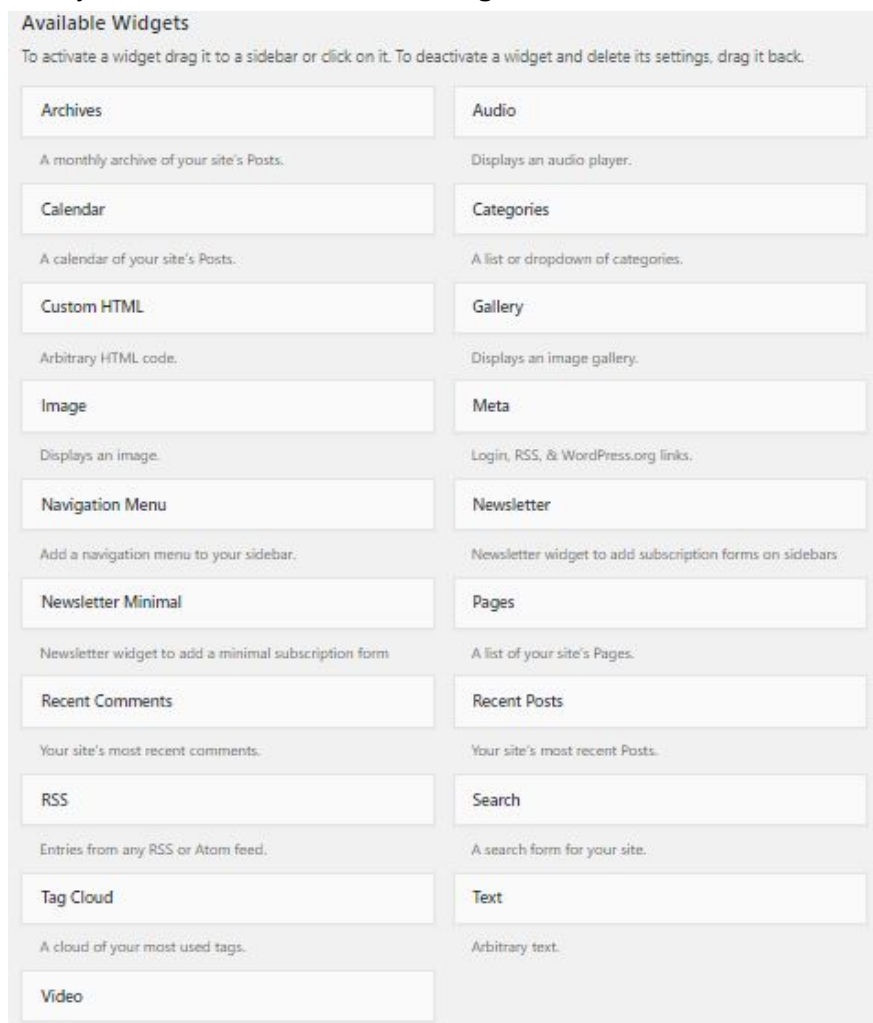 Available Widgets
To activate a widget drag it to a sidebar or click on it. To deactivate a widget and delete its settings, drag it back.
Archives
Audio
A monthly archive of your site's Posts.
Displays an audio player.
Calendar
Categories
A calendar of your site's Posts.
A list or dropdown of categories.
Custom HTML
Gallery
Arbitrary HTML code.
Displays an image gallery.
Image
Meta
Displays an image.
Login, RSS, & WordPress.org links.
Navigation Menu
Newsletter
Add a navigation menu to your sidebar.
Newsletter widget to add subscription forms on sidebars
Newsletter Minimal
Pages
Newsletter widget to add a minimal subscription form
A list of your site's Pages.
Recent Comments
Recent Posts
Your site's most recent comments.
Your site's most recent Posts.
RSS
Search
Entries from any RSS or Atom feed.
A search form for your site.
Tag Cloud
Text
A cloud of your most used tags.
Arbitrary text.
Video